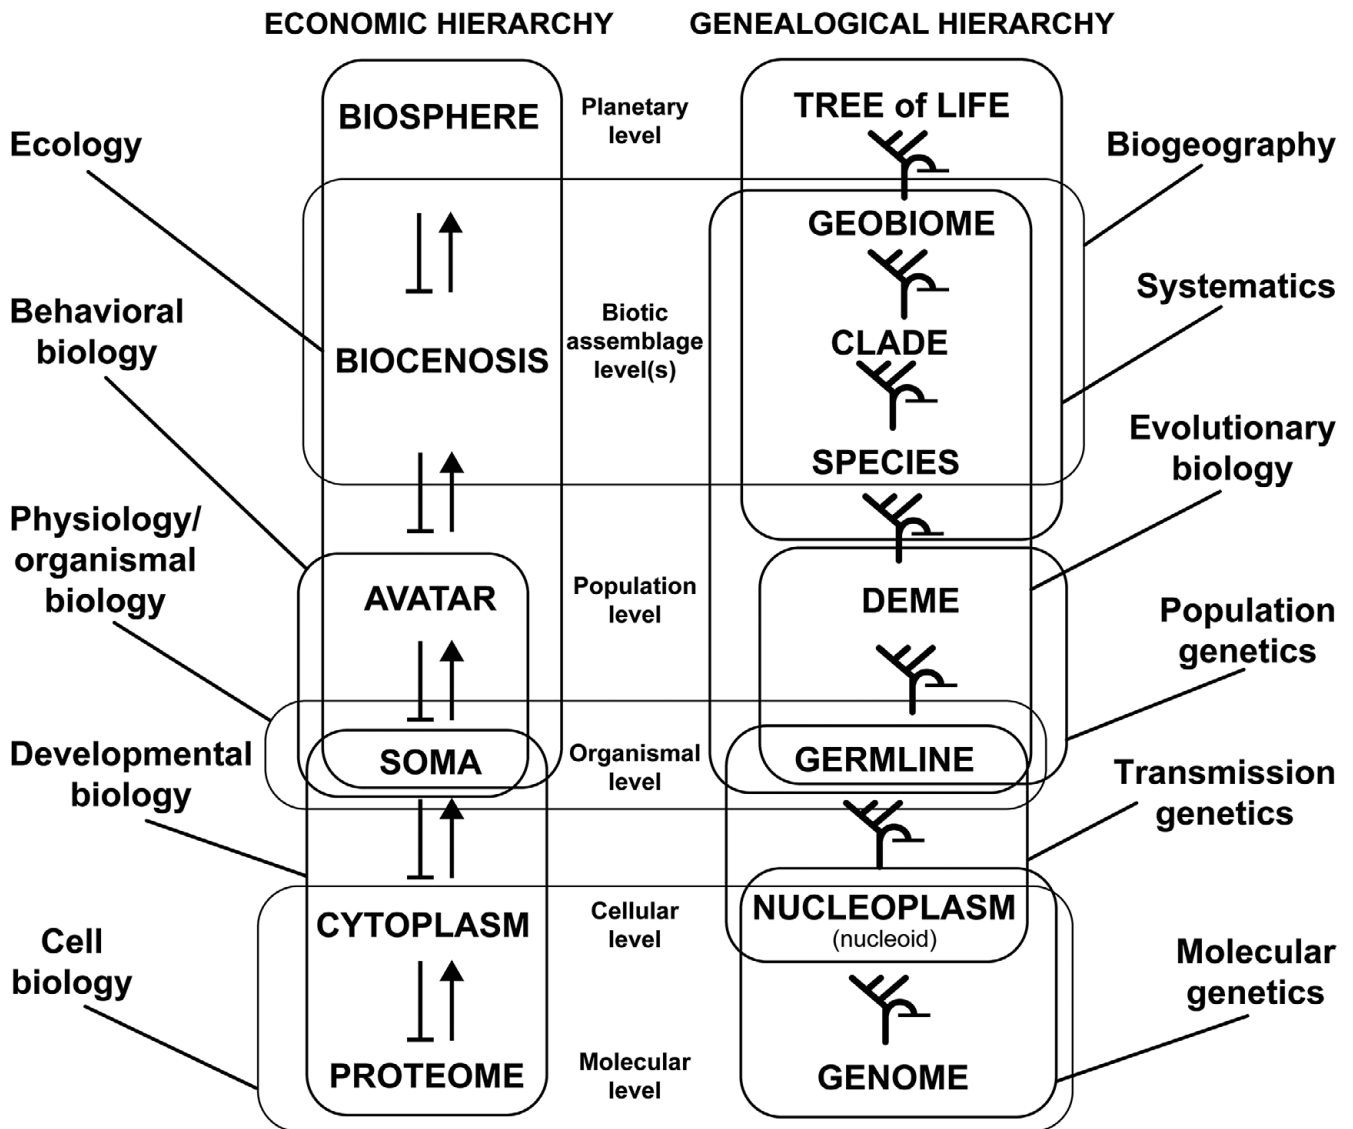 ECONOMIC HIERARCHY
GENEALOGICAL HIERARCHY
Ecology
Behavioral
biology
Physiology/
organismal
biology
Developmental
biology
Cell
biology
BIOSPHERE
BIOCENOSIS
AVATAR
SOMA
CYTOPLASM
PROTEOME
Planetary
level
Biotic
assemblage
level(s)
Population
level
Organismal
level
Cellular
level
Molecular
level
TREE of LIFE
GEOBIOME
CLADE
SPECIES
DEME
GERMLINE
NUCLEOPLASM
(nucleoid)
GENOME
Biogeography
Systematics
Evolutionary
biology
Population
genetics
Transmission
genetics
Molecular
genetics